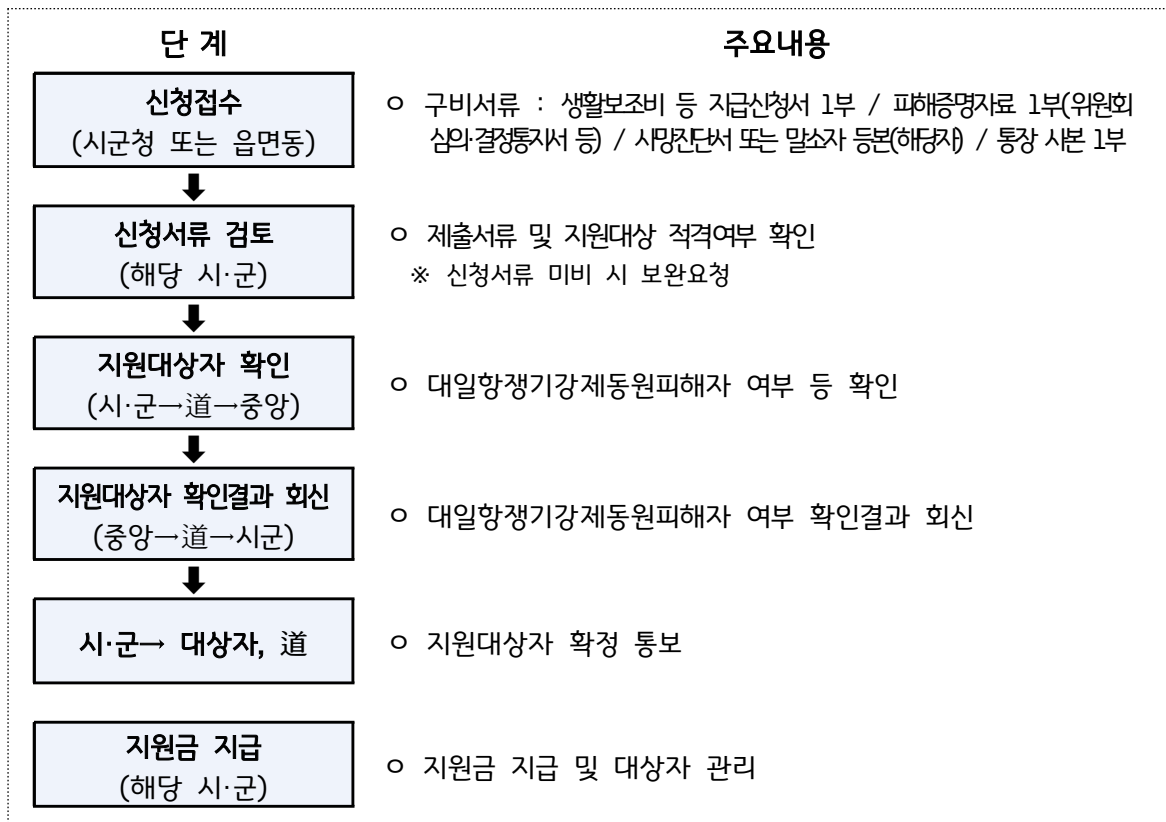 단 계
주요내용
신청접수
(시군청 또는 읍면동)
ㅇ 구비서류 : 생활보조비 등 지급신청서 1부 / 피해증명자료 1부(위원회
심의·결정통지서 등) / 사망진단서 또는 말소자 등본(해당자) / 통장 사본 1부
신청서류 검토
(해당 시·군)
ㅇ 제출서류 및 지원대상 적격여부 확인
※ 신청서류 미비 시 보완요청
지원대상자 확인
(시·군→道→중앙)
ㅇ 대일항쟁기강제동원피해자 여부 등 확인
지원대상자 확인결과 회신
(중앙→道→시군)
ㅇ 대일항쟁기강제동원피해자 여부 확인결과 회신
시·군→ 대상자, 道
ㅇ 지원대상자 확정 통보
지원금 지급
(해당 시·군)
ㅇ 지원금 지급 및 대상자 관리